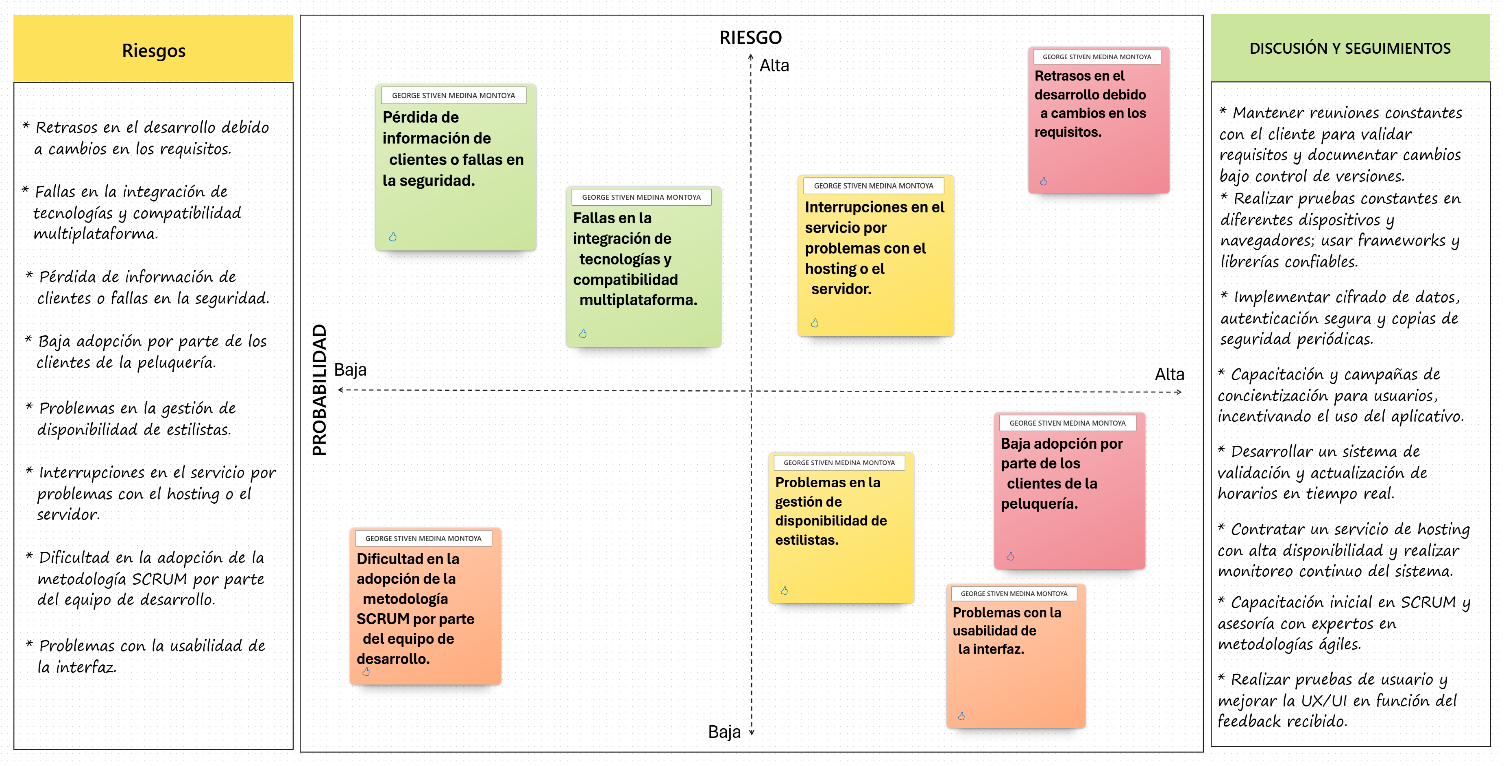 Riesgos
* Retrasos en el desarrollo debido
a cambios en los requisitos.
* Fallas en la integración de
tecnologías y compatibilidad
multiplataforma.
* Pérdida de información de
clientes o fallas en la seguridad.
* Baja adopción por parte de los
clientes de la peluquería.
* Problemas en la gestión de
disponibilidad de estilistas.
* Interrupciones en el servicio por
problemas con el hosting o el
servidor.
* Dificultad en la adopción de la
metodología SCRUM por parte
del equipo de desarrollo.
* Problemas con la usabilidad de
la interfaz.
RIESGO
Alta
PROBABILIDAD
Baja
Alta
Baja
GEORGE STIVEN MEDINA MONTOYA
Pérdida de
información de
clientes o fallas en
la seguridad.
GEORGE STIVEN MEDINA MONTOYA
Fallas en la
integración de
tecnologías y
compatibilidad
multiplataforma.
GEORGE STIVEN MEDINA MONTOYA
Interrupciones en el
servicio por
problemas con el
hosting o el
servidor.
GEORGE STIVEN MEDINA MONTOYA
Retrasos en el
desarrollo debido
a cambios en los
requisitos.
GEORGE STIVEN MEDINA MONTOYA
Dificultad en la
adopción de la
metodología
SCRUM por parte
del equipo de
desarrollo.
GEORGE STIVEN MEDINA MONTOYA
Problemas en la
gestión de
disponibilidad de
estilistas.
GEORGE STIVEN MEDINA MONTOYA
Baja adopción por
parte de los
clientes de la
peluquería.
GEORGE STIVEN MEDINA MONTOYA
Problemas con la
usabilidad de
la interfaz.
DISCUSIÓN Y SEGUIMIENTOS
* Mantener reuniones constantes
con el cliente para validar
requisitos y documentar cambios
bajo control de versiones.
* Realizar pruebas constantes en
diferentes dispositivos y
navegadores; usar frameworks y
librerías confiables.
* Implementar cifrado de datos,
autenticación segura y copias de
seguridad periódicas.
* Capacitación y campañas de
concientización para usuarios,
incentivando el uso del aplicativo.
* Desarrollar un sistema de
validación y actualización de
horarios en tiempo real.
* Contratar un servicio de hosting
con alta disponibilidad y realizar
monitoreo continuo del sistema.
* Capacitación inicial en SCRUM y
asesoría con expertos en
metodologías ágiles.
* Realizar pruebas de usuario y
mejorar la UX/UI en función del
feedback recibido.